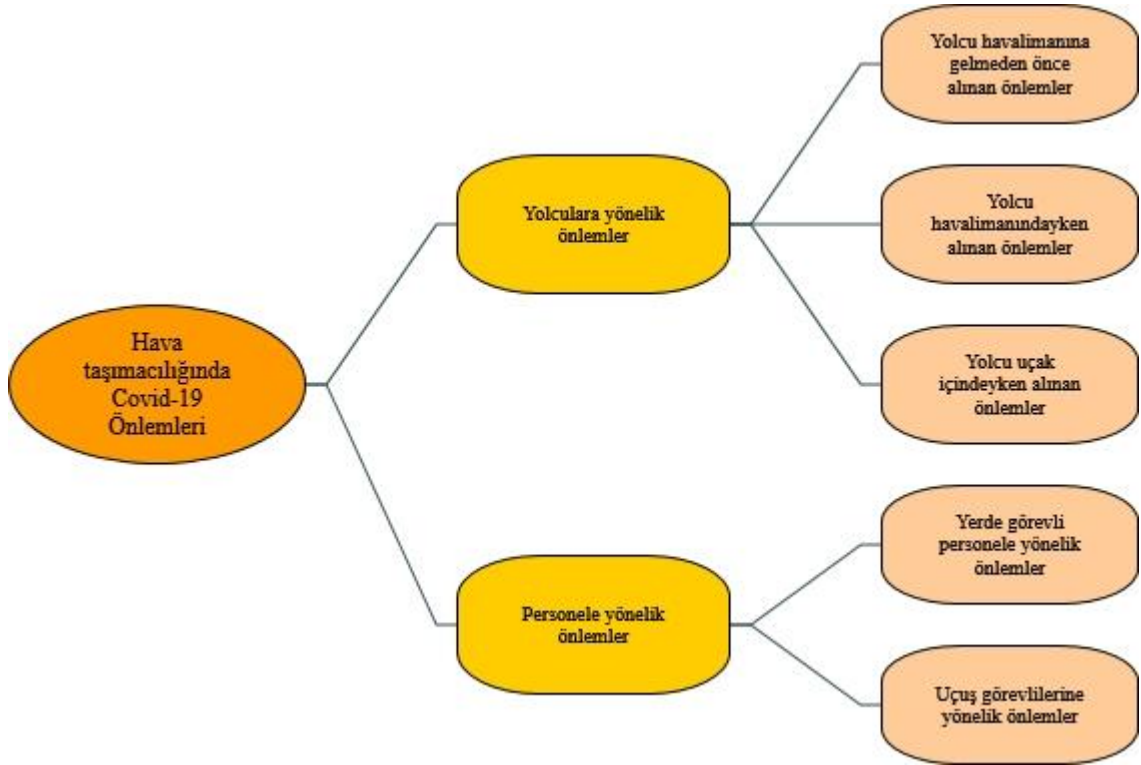 Hava
taşımacılığında
Covid-19
Önlemleri
Yolculara yönelik
önlemler
Yolcu havalimanına
gelmeden önce
alınan önlemler
Yolcu
havalimanındayken
alınan önlemler
Yolcu uçak
içindeyken alınan
önlemler
Personele yönelik
önlemler
Yerde görevli
personele yönelik
önlemler
Uçuş görevlilerine
yönelik önlemler